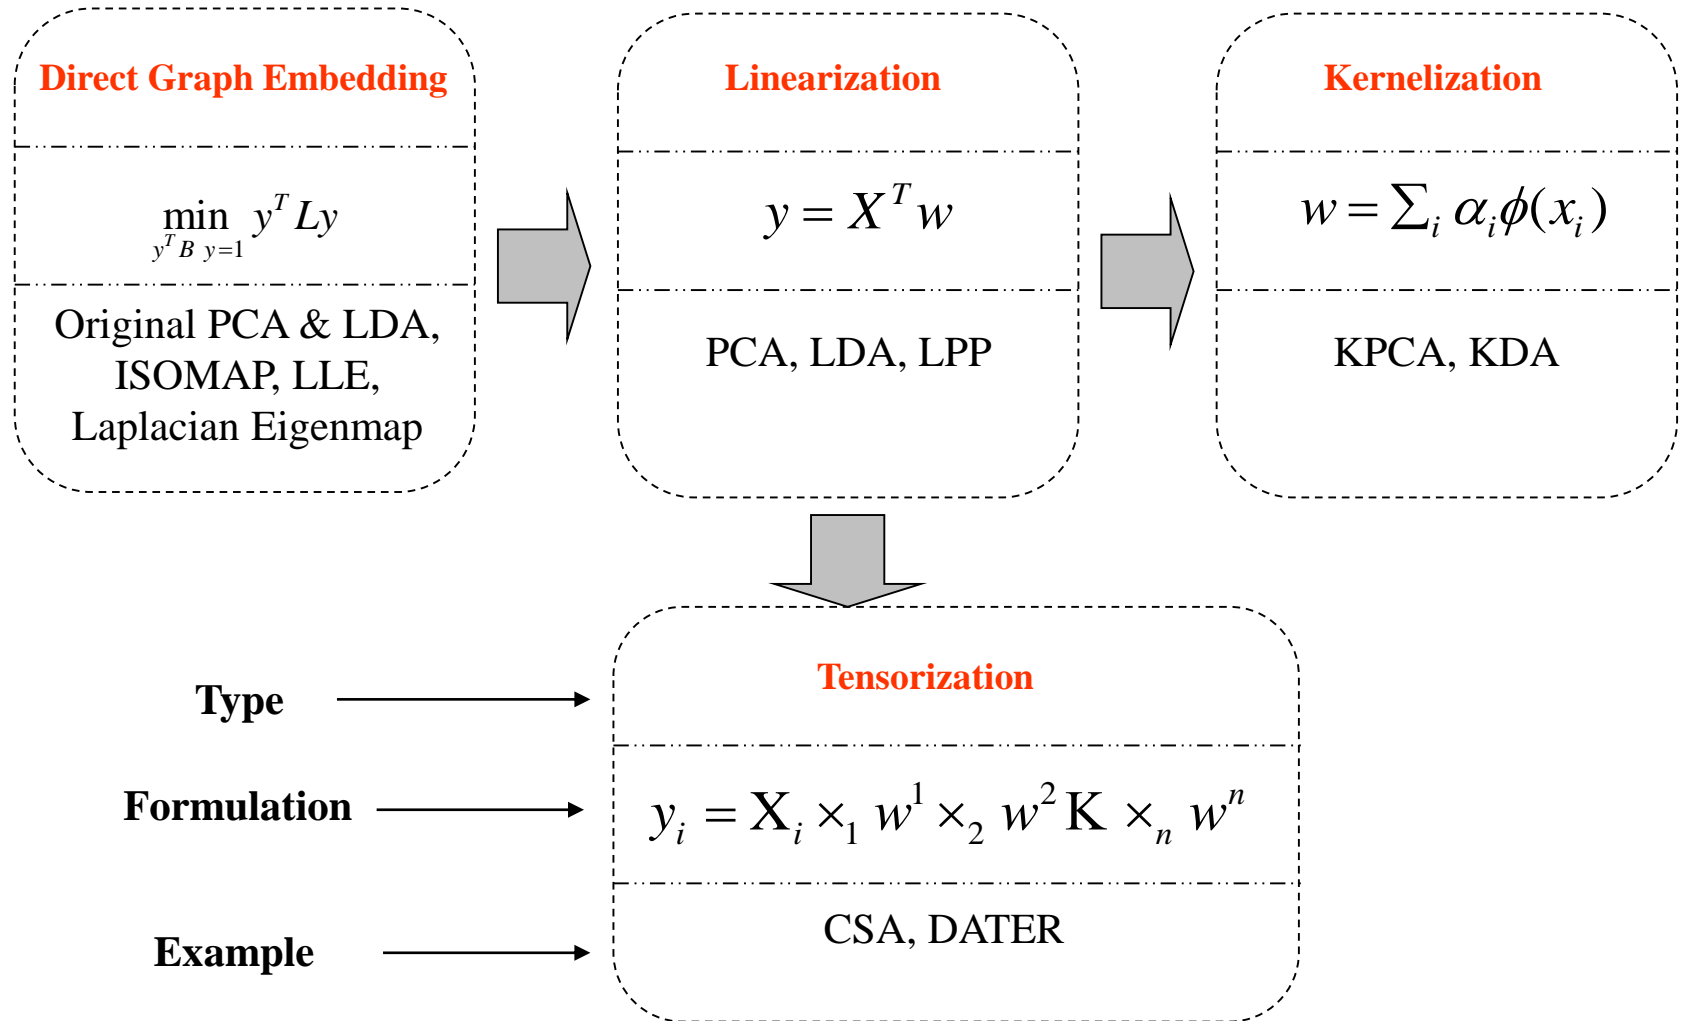 Direct Graph Embedding
min y^T Ly
y^T B y=1
Original PCA & LDA,
ISOMAP, LLE,
Laplacian Eigenmap
Linearization
y = X^T w
PCA, LDA, LPP
Kernelization
w = ∑_i α_i ϕ(x_i)
KPCA, KDA
Type
Tensorization
Formulation
y_i = X_i ×_1 w^1 ×_2 w^2 K ×_n w^n
Example
CSA, DATER